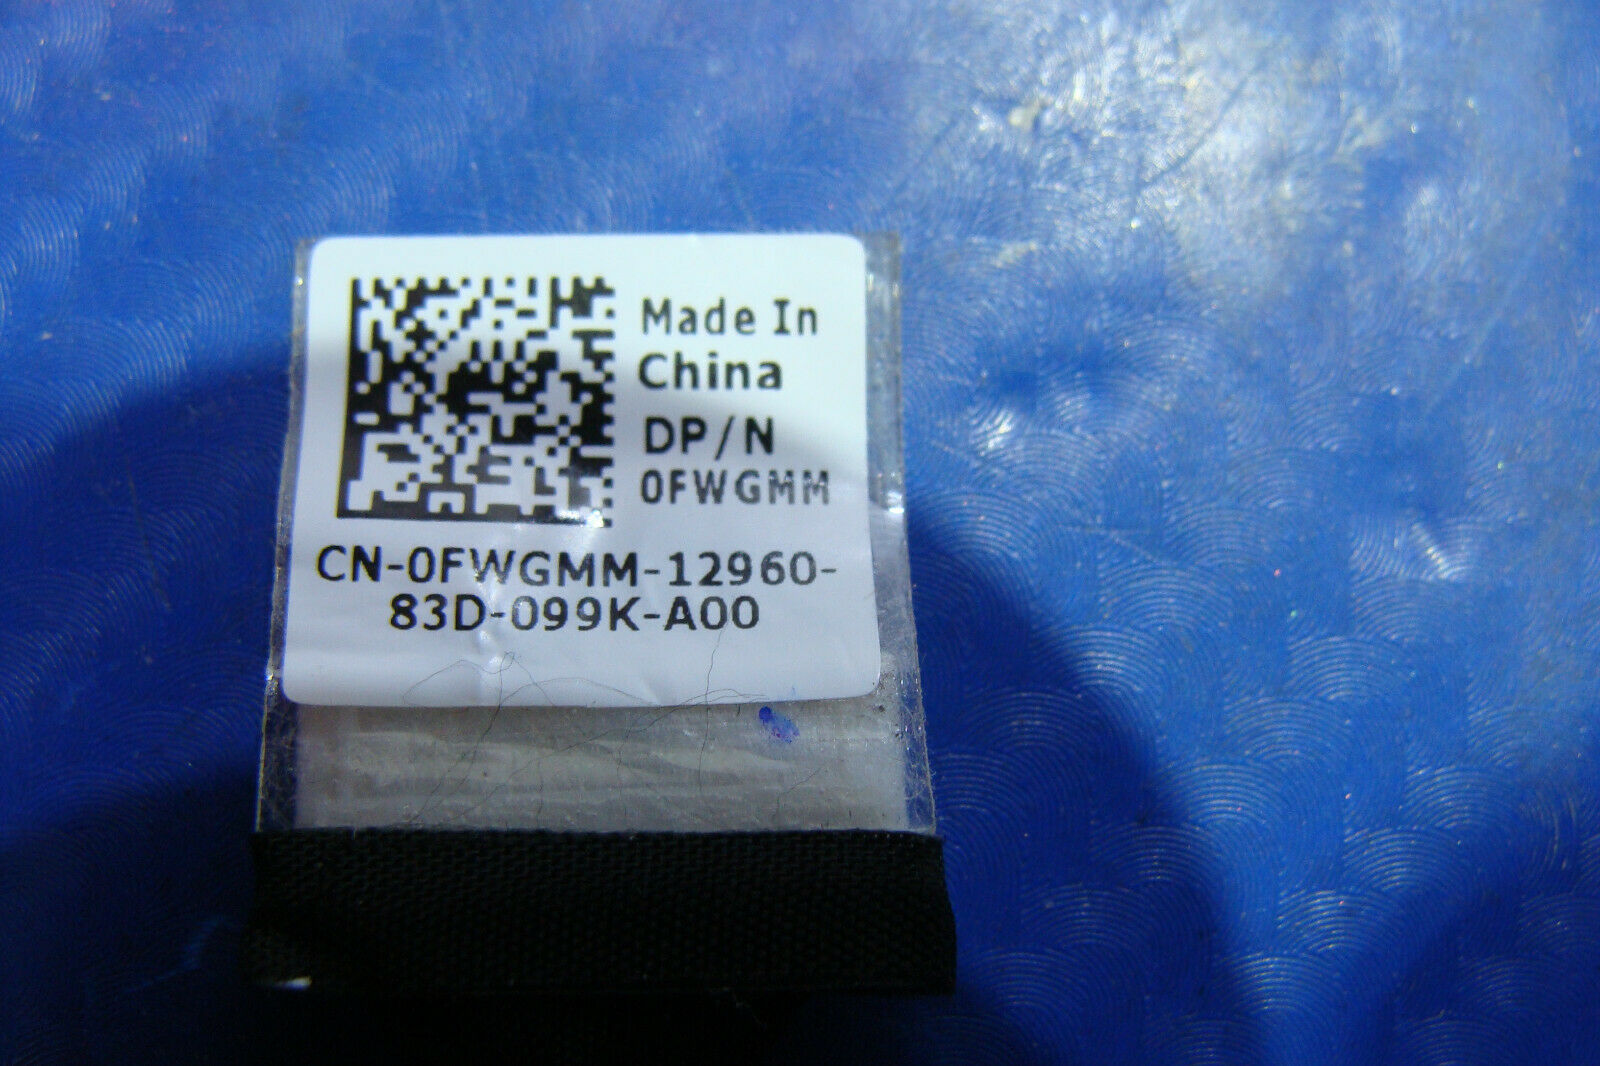 Made In
China
DP/N
0FWGMM
CN-0FWGMM-12960-
83D-099K-A00